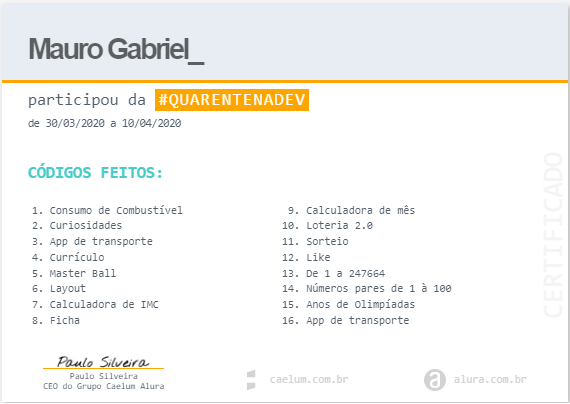 Mauro Gabriel_
participou da #QUARENTENADEV
de 30/03/2020 a 10/04/2020
CÓDIGOS FEITOS:
1. Consumo de Combustível
2. Curiosidades
3. App de transporte
4. Currículo
5. Master Ball
6. Layout
7. Calculadora de IMC
8. Ficha
9. Calculadora de mês
10. Loteria 2.0
11. Sorteio
12. Like
13. De 1 a 247664
14. Números pares de 1 à 100
15. Anos de Olimpíadas
16. App de transporte
CERTIFICADO
Paulo Silveira
Paulo Silveira
CEO do Grupo Caelum Alura
caelum.com.br
a alura.com.br